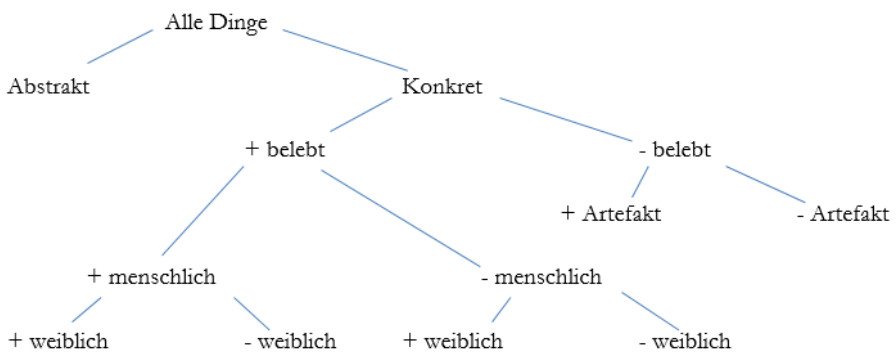 Alle Dinge
Abstrakt
Konkret
+ belebt
- belebt
+ Artefakt
- Artefakt
+ menschlich
- menschlich
+ weiblich
- weiblich
+ weiblich
- weiblich